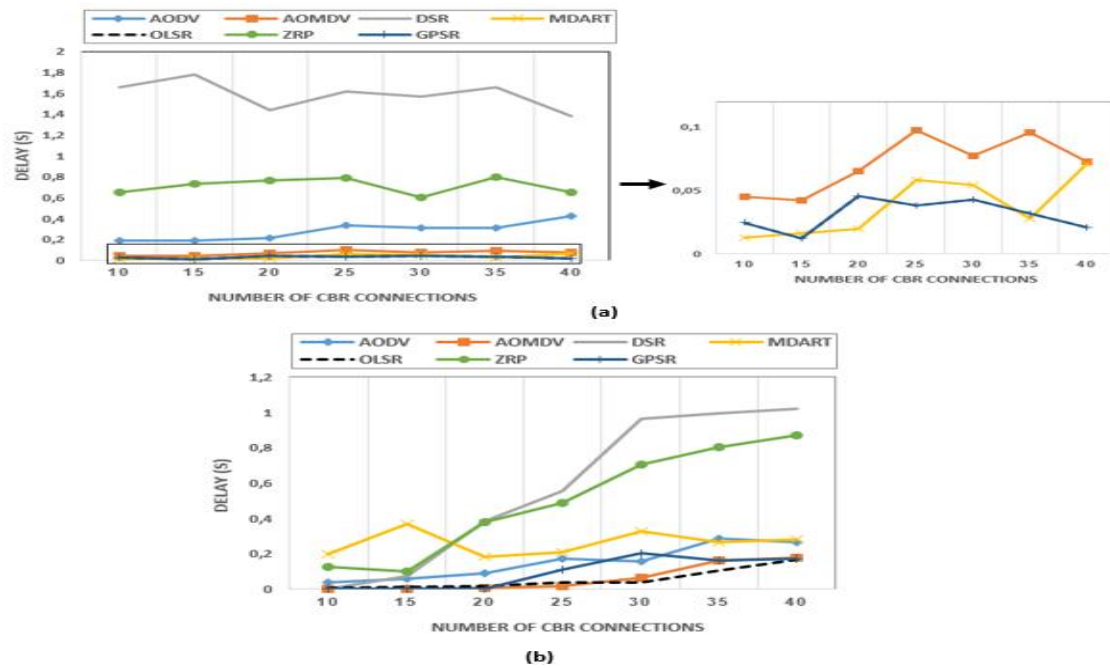 AODV AOMDV DSR MDART
OLSR ZRP GPSR
2
1,8
1,6
1,4
1,2
1
0,8
0,6
0,4
0,2
0
DELAY (S)
10 15 20 25 30 35 40
NUMBER OF CBR CONNECTIONS
0,1
0,05
0
10 15 20 25 30 35 40
NUMBER OF CBR CONNECTIONS
(a)
AODV AOMDV DSR MDART
OLSR ZRP GPSR
1,2
1
0,8
0,6
0,4
0,2
0
DELAY (S)
10 15 20 25 30 35 40
NUMBER OF CBR CONNECTIONS
(b)